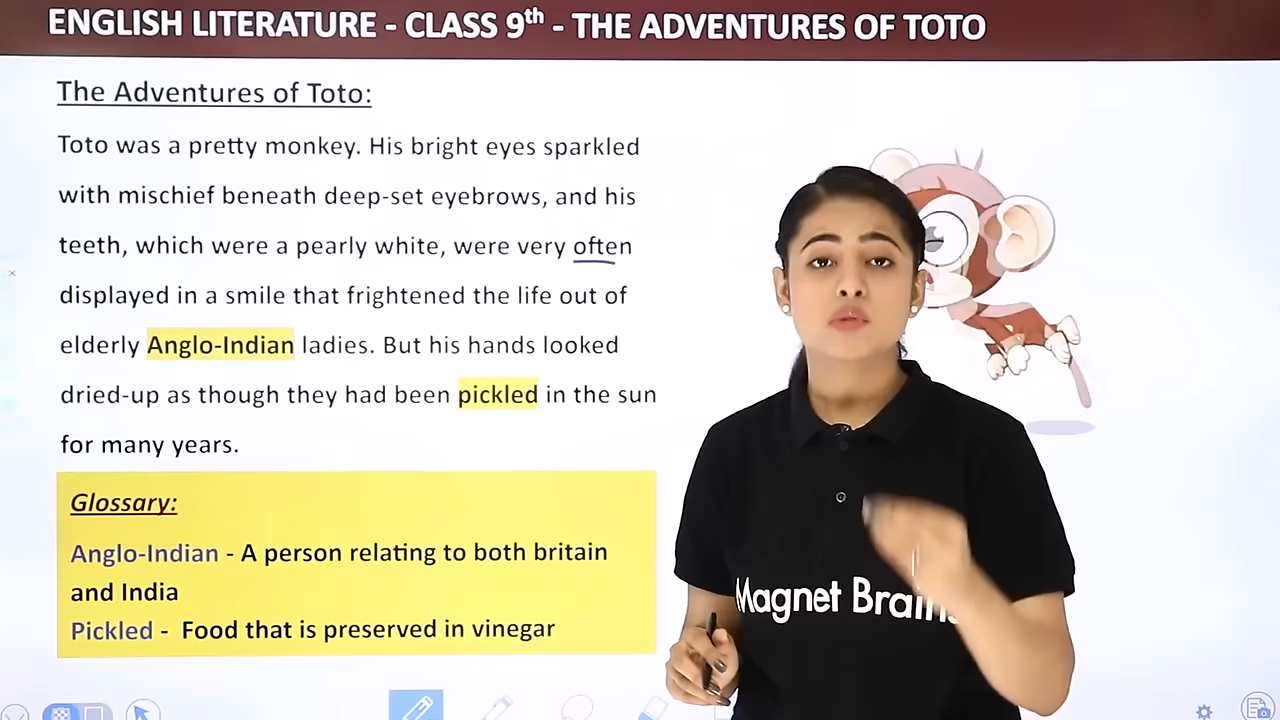 ENGLISH LITERATURE - CLASS 9th - THE ADVENTURES OF TOTO
The Adventures of Toto:
Toto was a pretty monkey. His bright eyes sparkled
with mischief beneath deep-set eyebrows, and his
teeth, which were a pearly white, were very often
displayed in a smile that frightened the life out of
elderly Anglo-Indian ladies. But his hands looked
dried-up as though they had been pickled in the sun
for many years.
Glossary:
Anglo-Indian - A person relating to both britain
and India
Pickled - Food that is preserved in vinegar
Magnet Brains